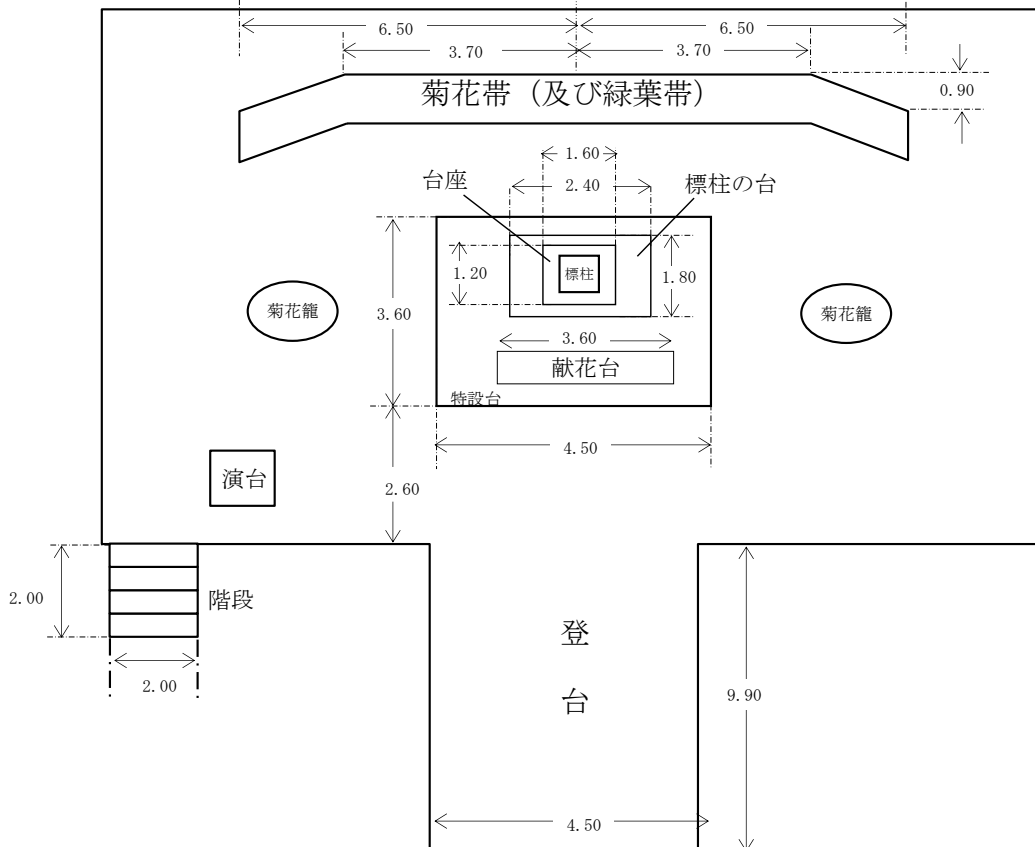 6.50
6.50
3.70
3.70
菊花帯（及び緑葉帯）
0.90
1.60
台座
2.40
標柱の台
1.20
標柱
1.80
菊花籠
3.60
菊花籠
3.60
献花台
特設台
4.50
演台
2.60
2.00
階段
2.00
登
台
9.90
4.50